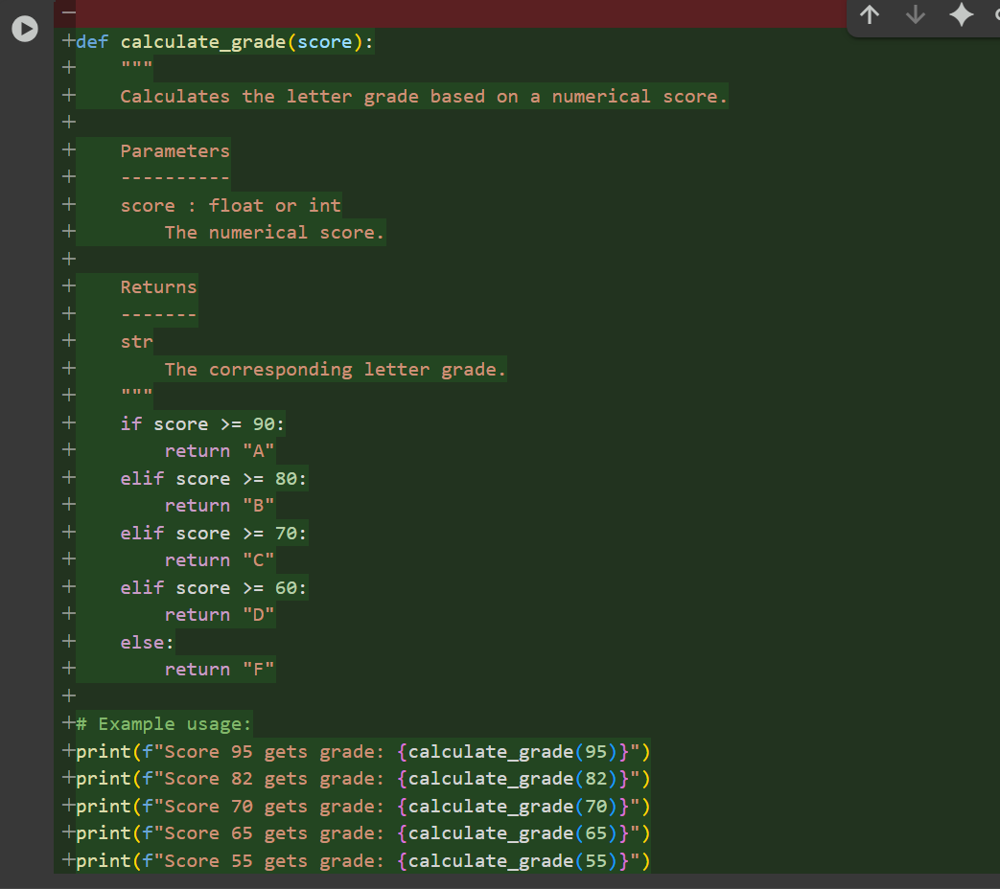 def calculate_grade(score):
    """
    Calculates the letter grade based on a numerical score.

    Parameters
    ----------
    score : float or int
        The numerical score.

    Returns
    -------
    str
        The corresponding letter grade.
    """
    if score >= 90:
        return "A"
    elif score >= 80:
        return "B"
    elif score >= 70:
        return "C"
    elif score >= 60:
        return "D"
    else:
        return "F"

# Example usage:
print(f"Score 95 gets grade: {calculate_grade(95)}")
print(f"Score 82 gets grade: {calculate_grade(82)}")
print(f"Score 70 gets grade: {calculate_grade(70)}")
print(f"Score 65 gets grade: {calculate_grade(65)}")
print(f"Score 55 gets grade: {calculate_grade(55)}")